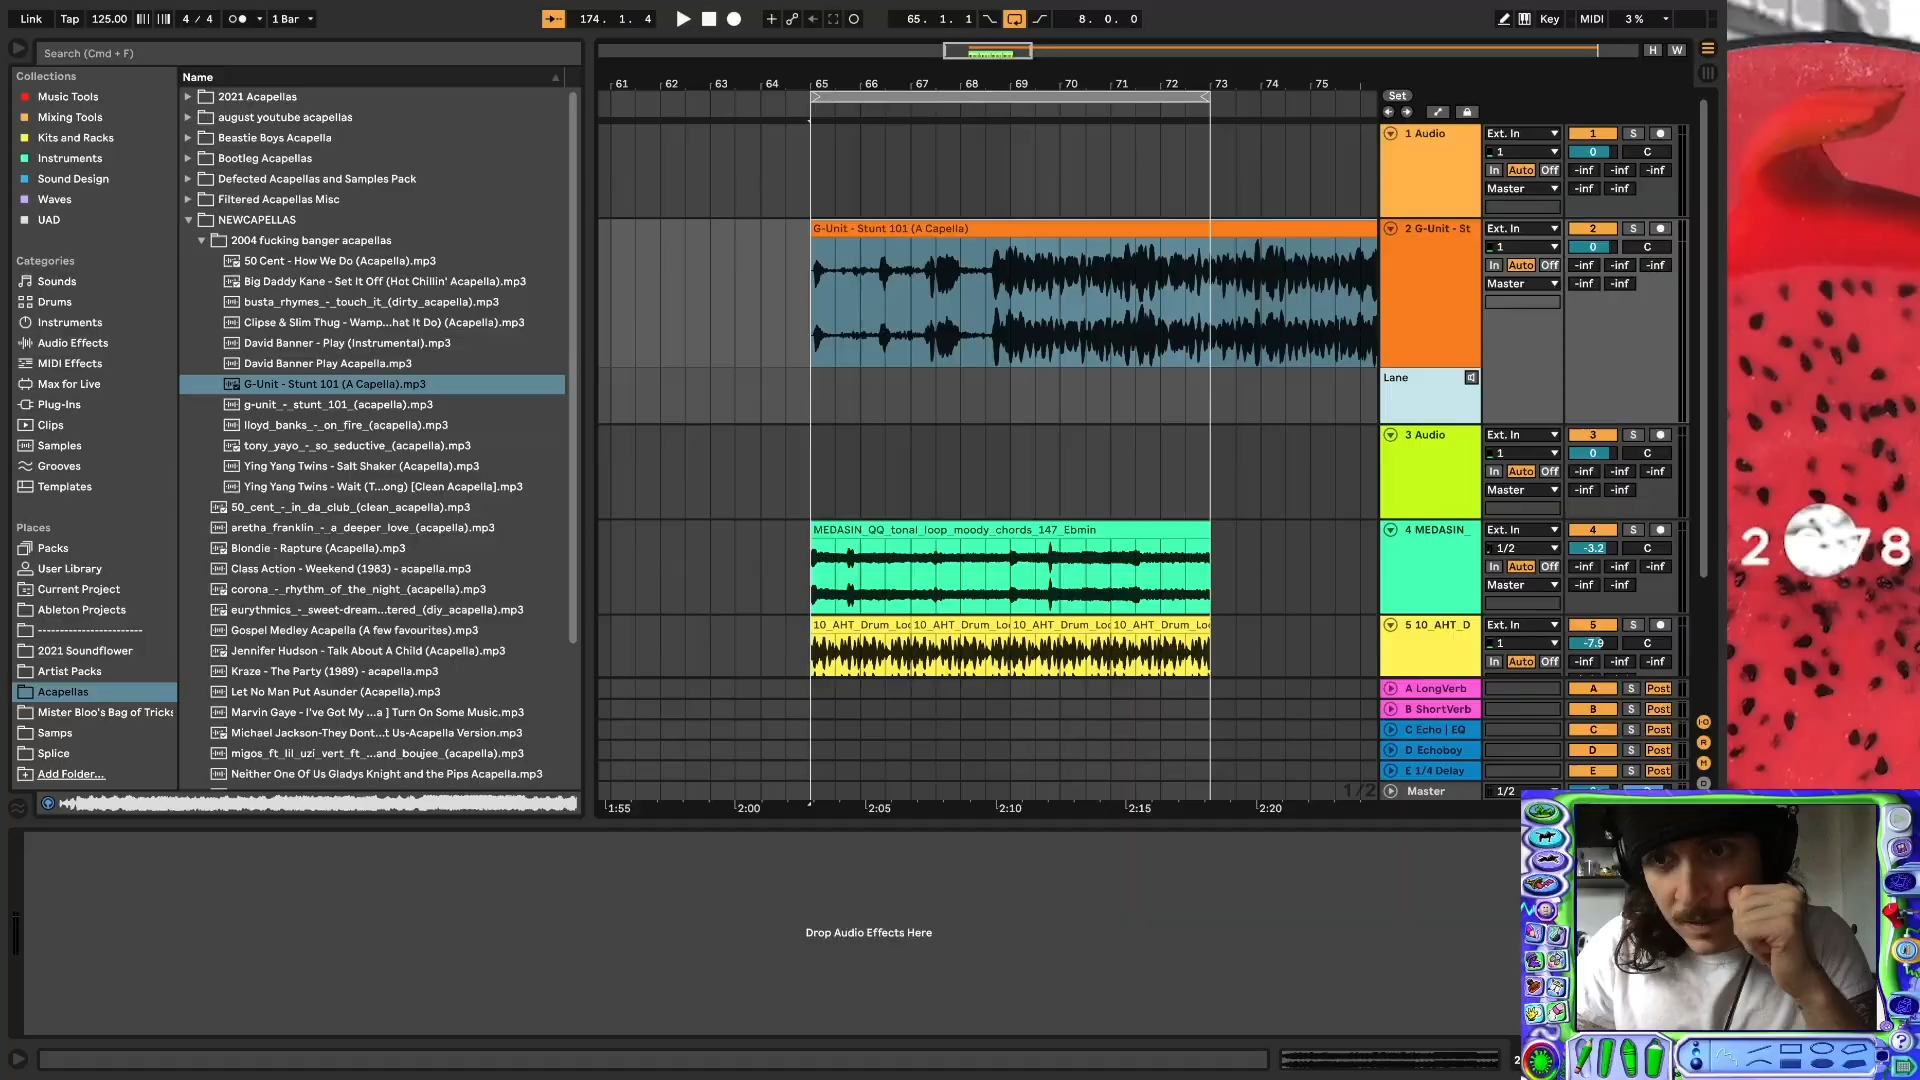 Link Tap 125.00 4 / 4 1 Bar 174. 1. 4 65. 1. 1 8. 0. 0 Key MIDI 3 %
Search (Cmd + F)
H W
Collections
Music Tools
Mixing Tools
Kits and Racks
Instruments
Sound Design
Waves
UAD
Categories
Sounds
Drums
Instruments
Audio Effects
MIDI Effects
Max for Live
Plug-Ins
Clips
Samples
Grooves
Templates
Places
Packs
User Library
Current Project
Ableton Projects
------------------------
2021 Soundflower
Artist Packs
Acapellas
Mister Bloo's Bag of Tricks
Samps
Splice
Add Folder...
Name
2021 Acapellas
august youtube acapellas
Beastie Boys Acapella
Bootleg Acapellas
Defected Acapellas and Samples Pack
Filtered Acapellas Misc
NEWCAPELLAS
2004 fucking banger acapellas
50 Cent - How We Do (Acapella).mp3
Big Daddy Kane - Set It Off (Hot Chillin' Acapella).mp3
busta_rhymes_-_touch_it_(dirty_acapella).mp3
Clipse & Slim Thug - Wamp...hat It Do) (Acapella).mp3
David Banner - Play (Instrumental).mp3
David Banner Play Acapella.mp3
G-Unit - Stunt 101 (A Capella).mp3
g-unit_-_stunt_101_(acapella).mp3
lloyd_banks_-_on_fire_(acapella).mp3
tony_yayo_-_so_seductive_(acapella).mp3
Ying Yang Twins - Salt Shaker (Acapella).mp3
Ying Yang Twins - Wait (T...ong) [Clean Acapella].mp3
50_cent_-_in_da_club_(clean_acapella).mp3
aretha_franklin_-_a_deeper_love_(acapella).mp3
Blondie - Rapture (Acapella).mp3
Class Action - Weekend (1983) - acapella.mp3
corona_-_rhythm_of_the_night_(acapella).mp3
eurythmics_-_sweet-dream...tered_(diy_acapella).mp3
Gospel Medley Acapella (A few favourites).mp3
Jennifer Hudson - Talk About A Child (Acapella).mp3
Kraze - The Party (1989) - acapella.mp3
Let No Man Put Asunder (Acapella).mp3
Marvin Gaye - I've Got My ...a ] Turn On Some Music.mp3
Michael Jackson-They Dont...t Us-Acapella Version.mp3
migos_ft_lil_uzi_vert_ft_...and_boujee_(acapella).mp3
Neither One Of Us Gladys Knight and the Pips Acapella.mp3
61 62 63 64 65 66 67 68 69 70 71 72 73 74 75
G-Unit - Stunt 101 (A Capella)
MEDASIN_QQ_tonal_loop_moody_chords_147_Ebmin
10_AHT_Drum_Loo 10_AHT_Drum_Loo 10_AHT_Drum_Loo 10_AHT_Drum_Loo
1/2
1:55 2:00 2:05 2:10 2:15 2:20
Set
1 Audio Ext. In 1 S
1 0 C
In Auto Off -inf -inf -inf
Master -inf -inf
2 G-Unit - St Ext. In 2 S
1 0 C
In Auto Off -inf -inf -inf
Master -inf -inf
Lane
3 Audio Ext. In 3 S
1 0 C
In Auto Off -inf -inf -inf
Master -inf -inf
4 MEDASIN_ Ext. In 4 S
1/2 -3.2 C
In Auto Off -inf -inf -inf
Master -inf -inf
5 10_AHT_D Ext. In 5 S
1 -7.9 C
In Auto Off -inf -inf -inf
A LongVerb A S Post
B ShortVerb B S Post
C Echo | EQ C S Post
D Echoboy D S Post
E 1/4 Delay E S Post
Master 1/2
I·O
R
M
D
Drop Audio Effects Here
2 78